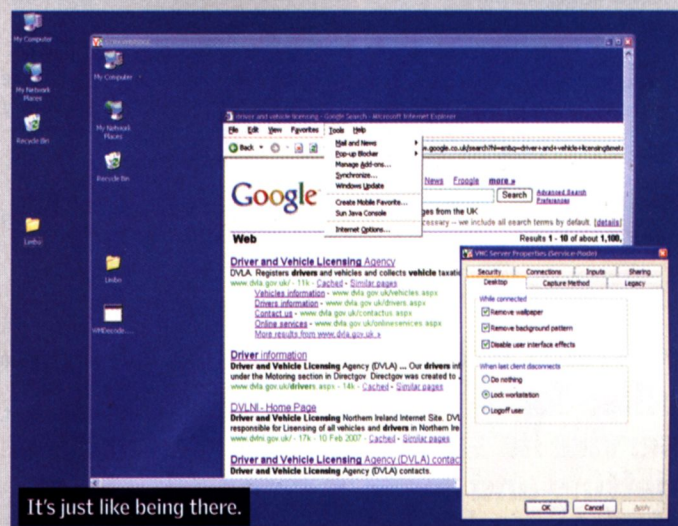 My Computer
My Network
Places
Recycle Bin
Limbo
My Computer
My Network
Places
Recycle Bin
Limbo
Driver and vehicle licensing - Google Search - Microsoft Internet Explorer
File Edit View Favorites Tools Help
Back
Mail and News
Pop-up Blocker
Manage Add-ons...
Synchronize...
Windows Update
Create Mobile Favorite...
Sun Java Console
Internet Options...
Google
News Froogle more »
Search
Advanced Search
Preferences
ges from the UK
cessary -- we include all search terms by default. [details]
Web
Results 1 - 10 of about 1,100,
Driver and Vehicle Licensing Agency
DVLA. Registers drivers and vehicles and collects vehicle taxatio
www.dvla.gov.uk/ - 11k - Cached - Similar pages
Vehicles information - www.dvla.gov.uk/vehicles.aspx
Drivers information - www.dvla.gov.uk/drivers.aspx
Contact us - www.dvla.gov.uk/contactus.aspx
Online services - www.dvla.gov.uk/onlineservices.aspx
More results from www.dvla.gov.uk »
Driver information
Driver and Vehicle Licensing Agency (DVLA) ... Our drivers inf
under the Motoring section in Directgov. Directgov was created to
www.dvla.gov.uk/drivers.aspx - 14k - Cached - Similar pages
DVLNI - Home Page
Driver and Vehicle Licensing Northern Ireland Internet Site. DVL
responsible for Licensing of all vehicles and drivers in Northern Ire
www.dvlni.gov.uk/ - 17k - 10 Feb 2007 - Cached - Similar pages
Driver and Vehicle Licensing Agency (DVLA) contac
Driver and Vehicle Licensing Agency (DVLA) contacts.
VNC Server Properties (Service-Mode)
Security Connections Inputs Sharing
Desktop Capture Method Legacy
While connected
Remove wallpaper
Remove background pattern
Disable user interface effects
When last client disconnects
Do nothing
Lock workstation
Logoff user
OK Cancel Apply
It's just like being there.